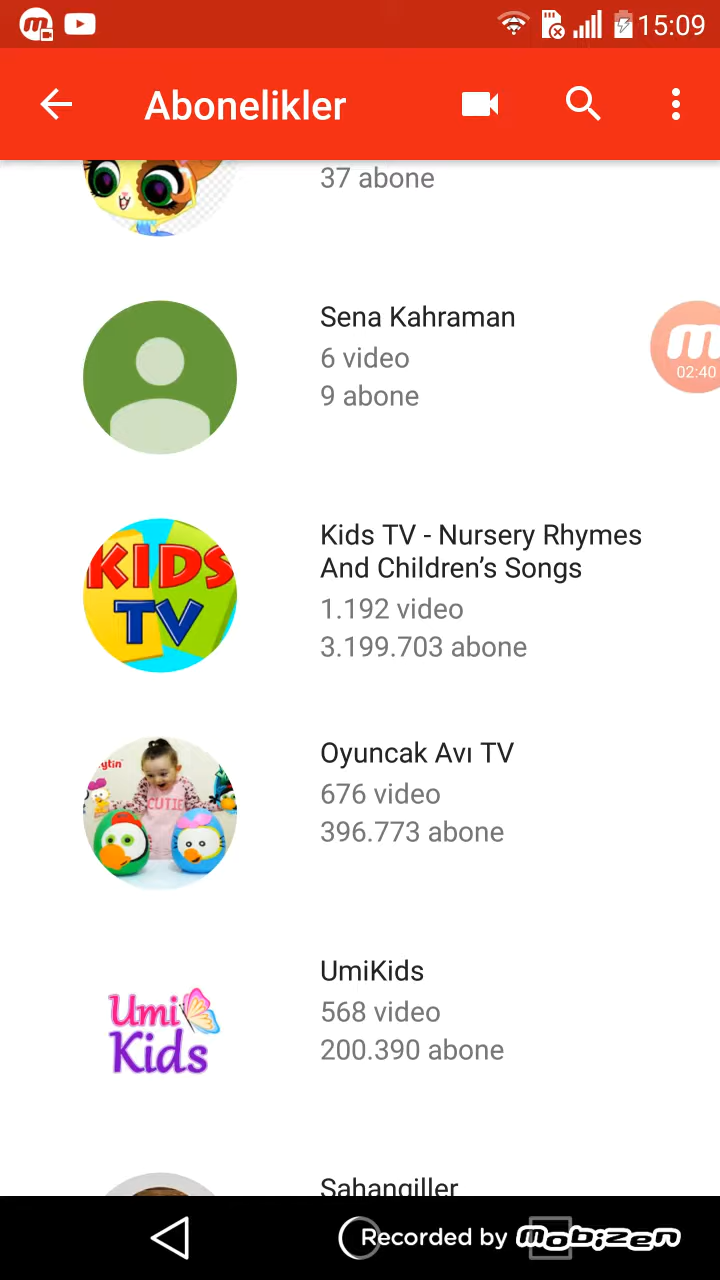 15:09
Abonelikler
37 abone
Sena Kahraman
6 video
9 abone
02:40
KIDS
TV
Kids TV - Nursery Rhymes
And Children’s Songs
1.192 video
3.199.703 abone
CUTIE
Oyuncak Avı TV
676 video
396.773 abone
Umi
Kids
UmiKids
568 video
200.390 abone
Sahangiller
Recorded by mobizen